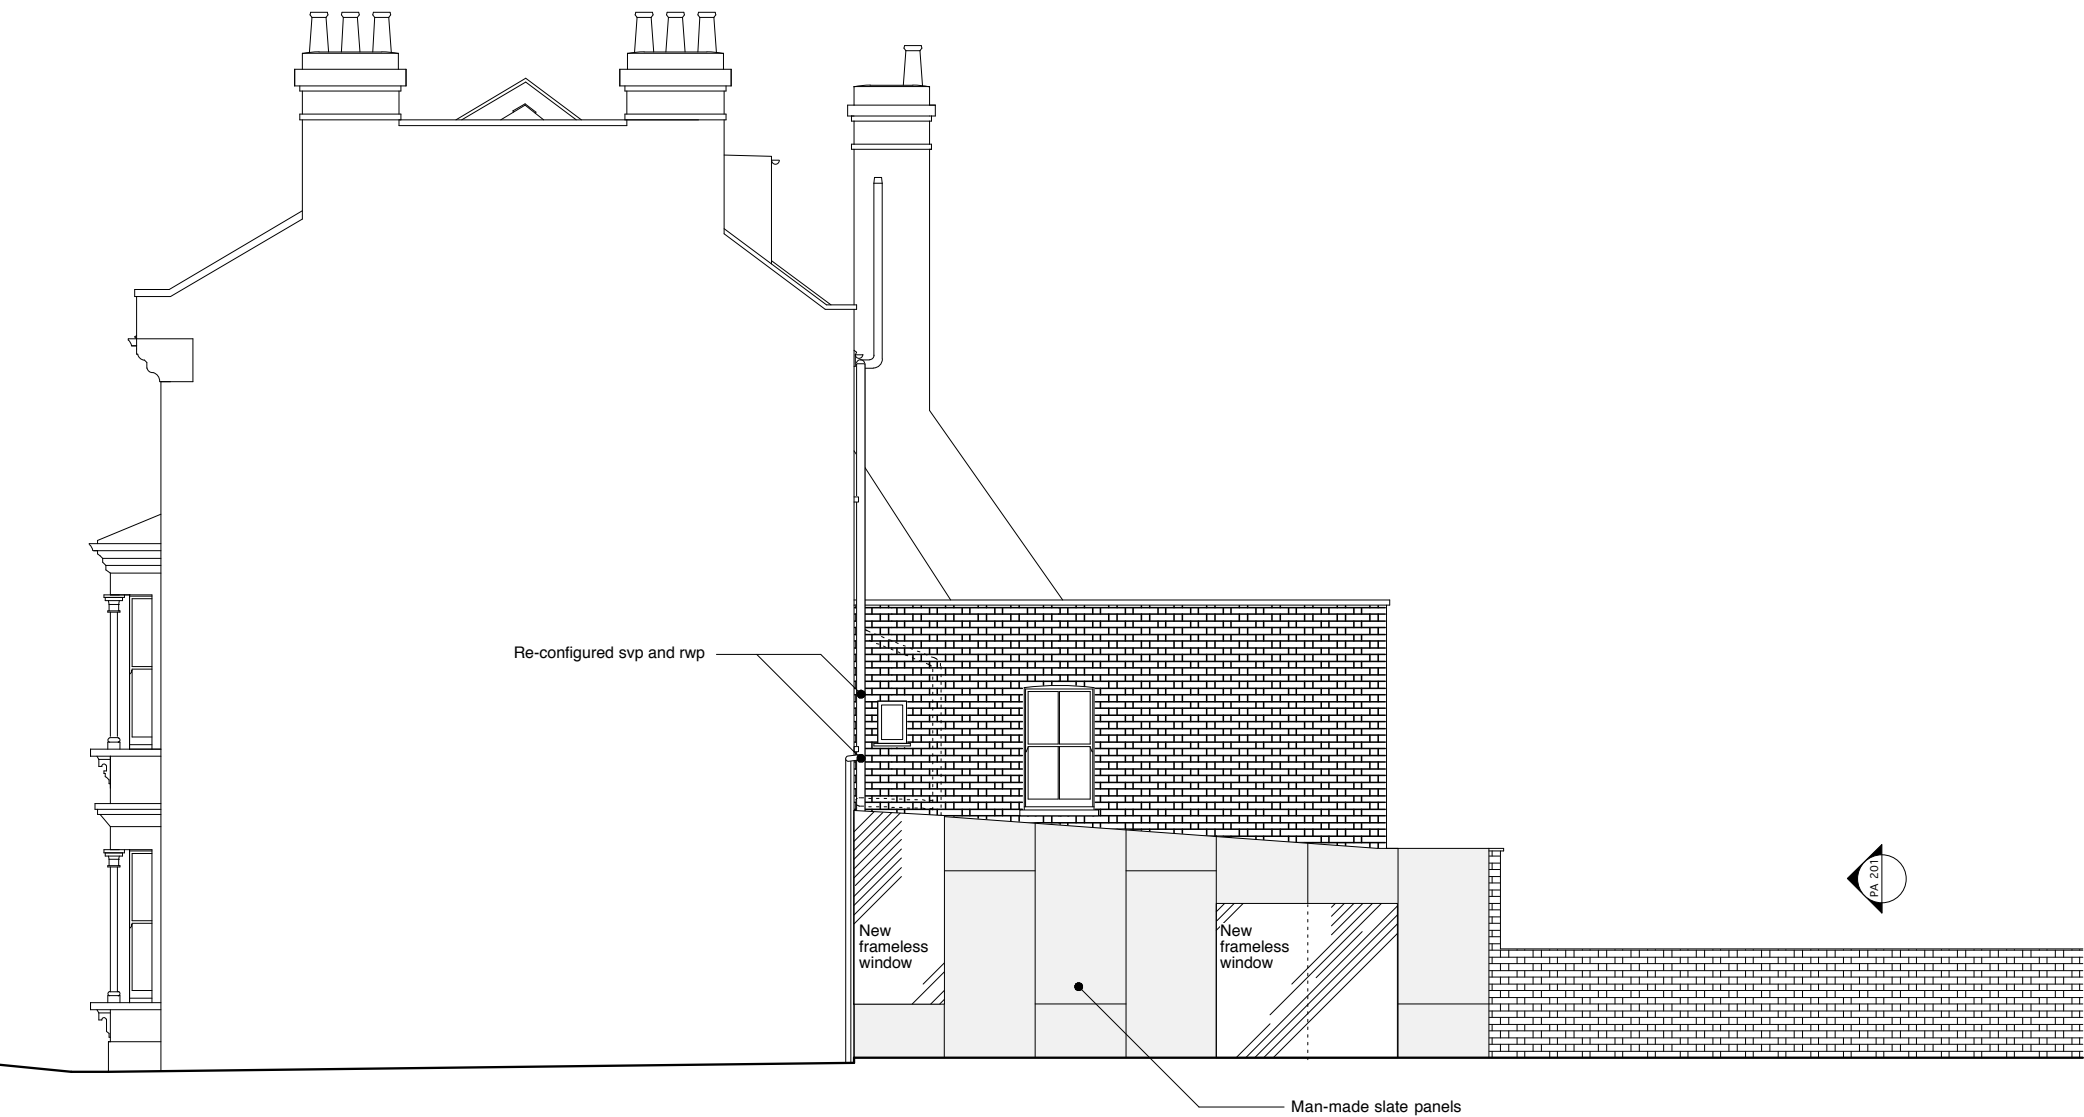 Re-configured svp and rwp
New
frameless
window
New
frameless
window
PA 201
Man-made slate panels